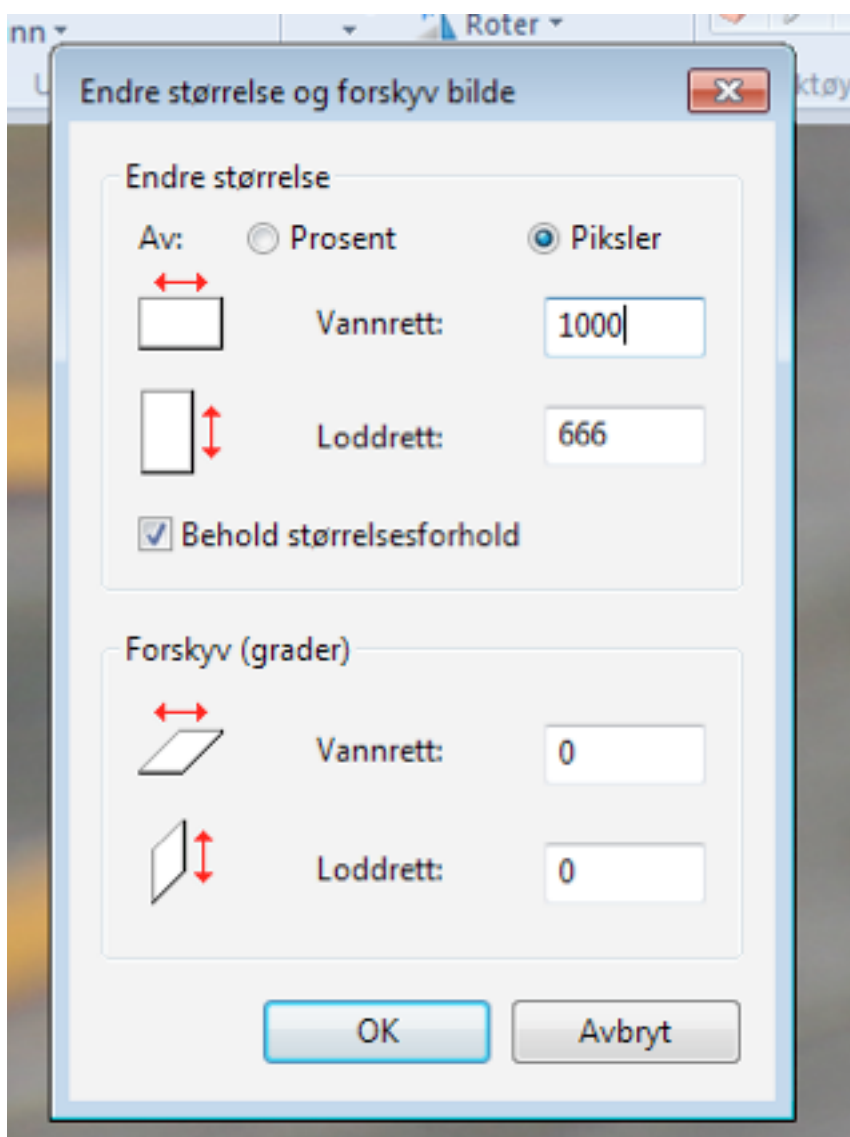 Roter
Endre størrelse og forskyv bilde
Endre størrelse
Av: Prosent Piksler
Vannrett: 1000
Loddrett: 666
Behold størrelsesforhold
Forskyv (grader)
Vannrett: 0
Loddrett: 0
OK Avbryt